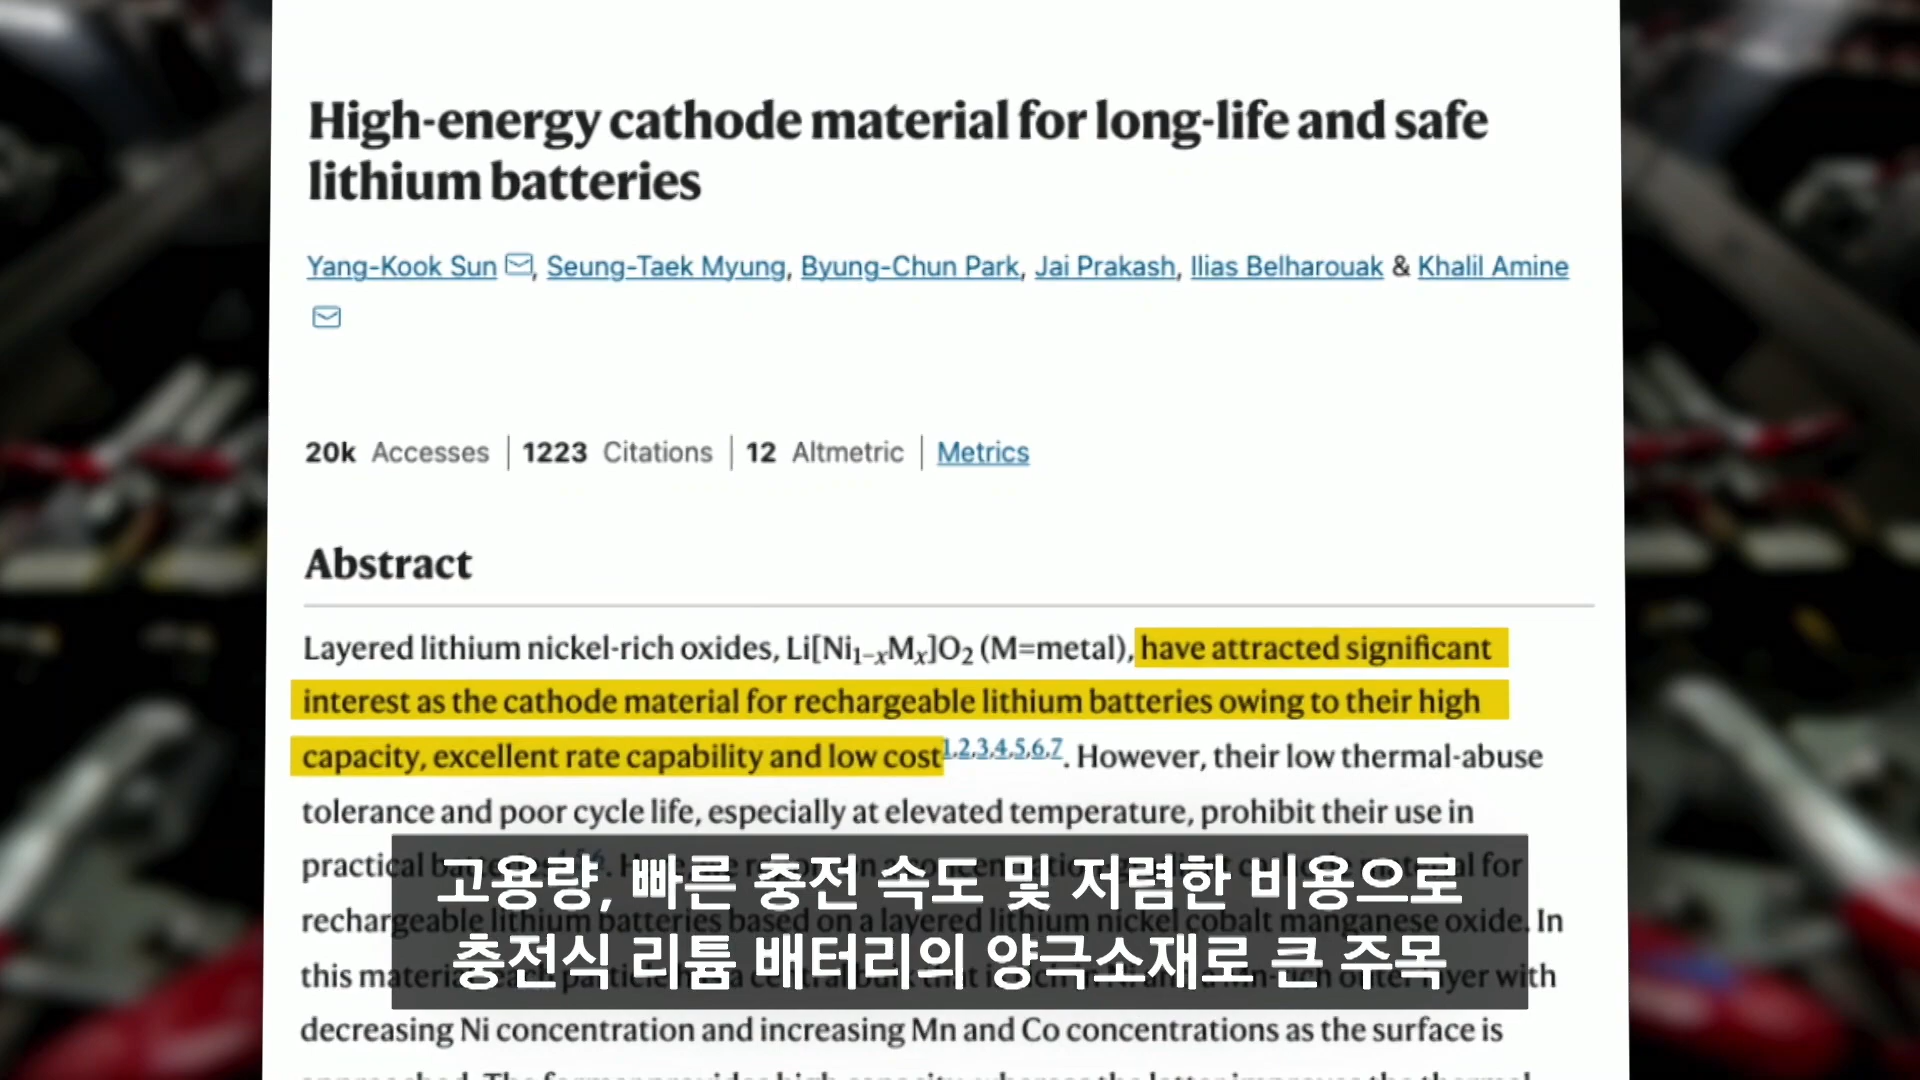 High-energy cathode material for long-life and safe
lithium batteries
Yang-Kook Sun, Seung-Taek Myung, Byung-Chun Park, Jai Prakash, Ilias Belharouak & Khalil Amine
20k Accesses | 1223 Citations | 12 Altmetric | Metrics
Abstract
Layered lithium nickel-rich oxides, Li[Ni1−xMx]O2 (M=metal), have attracted significant
interest as the cathode material for rechargeable lithium batteries owing to their high
capacity, excellent rate capability and low cost1,2,3,4,5,6,7. However, their low thermal-abuse
tolerance and poor cycle life, especially at elevated temperature, prohibit their use in
practical for
고용량, 빠른 충전 속도 및 저렴한 비용으로
rechargeable lithium batteries based on a layered lithium nickel cobalt manganese oxide. In
충전식 리튬 배터리의 양극소재로 큰 주목
this with
decreasing Ni concentration and increasing Mn and Co concentrations as the surface is